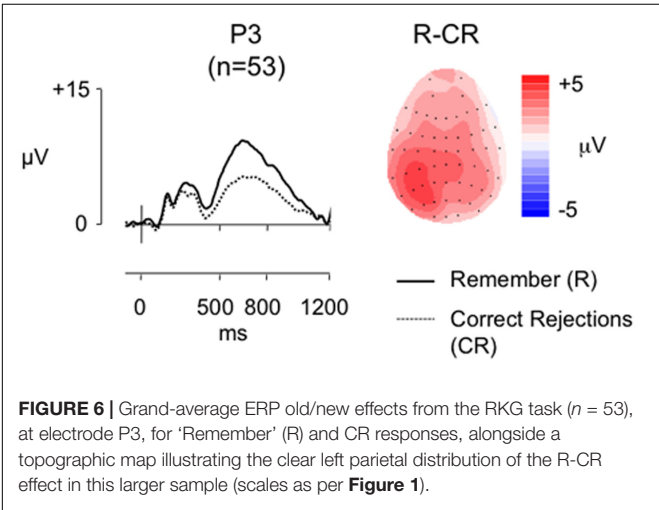 P3
(n=53)
R-CR
+15
µV
0
+5
µV
-5
0 500 800 1200
ms
Remember (R)
Correct Rejections
(CR)
FIGURE 6 | Grand-average ERP old/new effects from the RKG task (n = 53),
at electrode P3, for ‘Remember’ (R) and CR responses, alongside a
topographic map illustrating the clear left parietal distribution of the R-CR
effect in this larger sample (scales as per Figure 1).